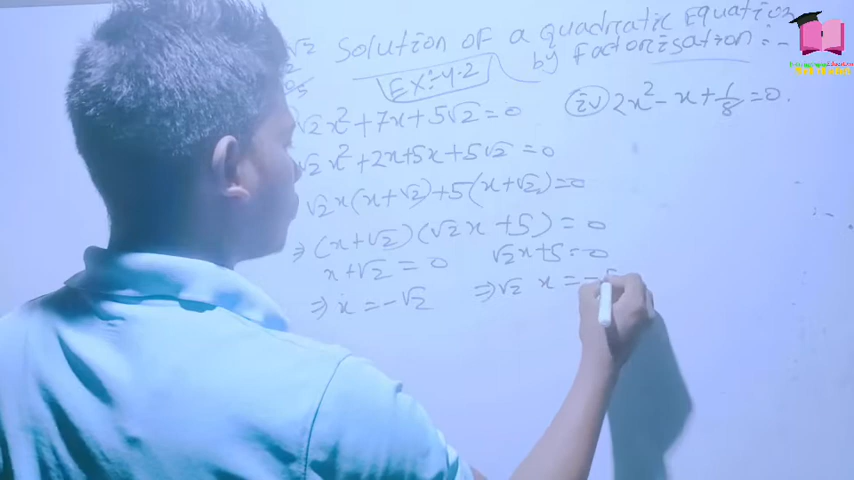 Solution of a quadratic Equation
by Factorisation :-
Ex: 4.2
√2
√2x² + 7x + 5√2 = 0
√2x² + 2x + 5x + 5√2 = 0
√2x(x + √2) + 5(x + √2) = 0
⇒ (x + √2)(√2x + 5) = 0
x + √2 = 0 √2x + 5 = 0
⇒ x = -√2 ⇒ √2 x = -5
(iv) 2x² - x + 1/8 = 0.